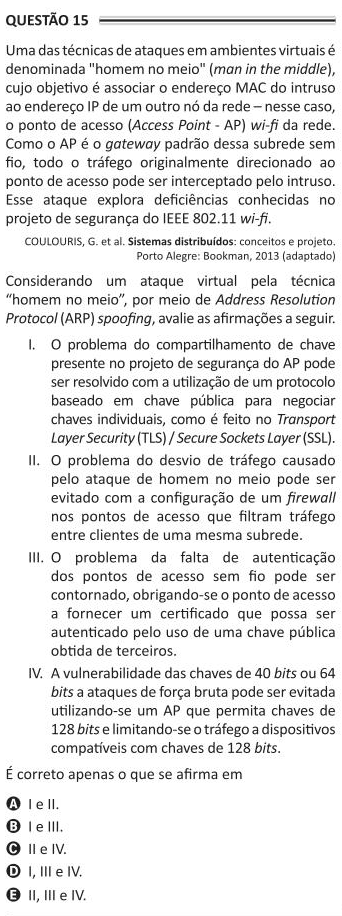 QUESTÃO 15
Uma das técnicas de ataques em ambientes virtuais é
denominada "homem no meio" (man in the middle),
cujo objetivo é associar o endereço MAC do intruso
ao endereço IP de um outro nó da rede – nesse caso,
o ponto de acesso (Access Point - AP) wi-fi da rede.
Como o AP é o gateway padrão dessa subrede sem
fio, todo o tráfego originalmente direcionado ao
ponto de acesso pode ser interceptado pelo intruso.
Esse ataque explora deficiências conhecidas no
projeto de segurança do IEEE 802.11 wi-fi.
COULOURIS, G. et al. Sistemas distribuídos: conceitos e projeto.
Porto Alegre: Bookman, 2013 (adaptado)
Considerando um ataque virtual pela técnica
“homem no meio”, por meio de Address Resolution
Protocol (ARP) spoofing, avalie as afirmações a seguir.
I. O problema do compartilhamento de chave
presente no projeto de segurança do AP pode
ser resolvido com a utilização de um protocolo
baseado em chave pública para negociar
chaves individuais, como é feito no Transport
Layer Security (TLS) / Secure Sockets Layer (SSL).
II. O problema do desvio de tráfego causado
pelo ataque de homem no meio pode ser
evitado com a configuração de um firewall
nos pontos de acesso que filtram tráfego
entre clientes de uma mesma subrede.
III. O problema da falta de autenticação
dos pontos de acesso sem fio pode ser
contornado, obrigando-se o ponto de acesso
a fornecer um certificado que possa ser
autenticado pelo uso de uma chave pública
obtida de terceiros.
IV. A vulnerabilidade das chaves de 40 bits ou 64
bits a ataques de força bruta pode ser evitada
utilizando-se um AP que permita chaves de
128 bits e limitando-se o tráfego a dispositivos
compatíveis com chaves de 128 bits.
É correto apenas o que se afirma em
A I e II.
B I e III.
C II e IV.
D I, III e IV.
E II, III e IV.